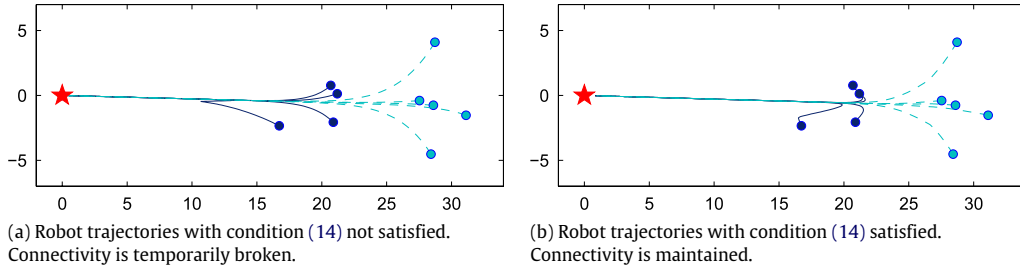 5
0
−5
0 5 10 15 20 25 30
5
0
−5
0 5 10 15 20 25 30
(a) Robot trajectories with condition (14) not satisfied.
Connectivity is temporarily broken.
(b) Robot trajectories with condition (14) satisfied.
Connectivity is maintained.